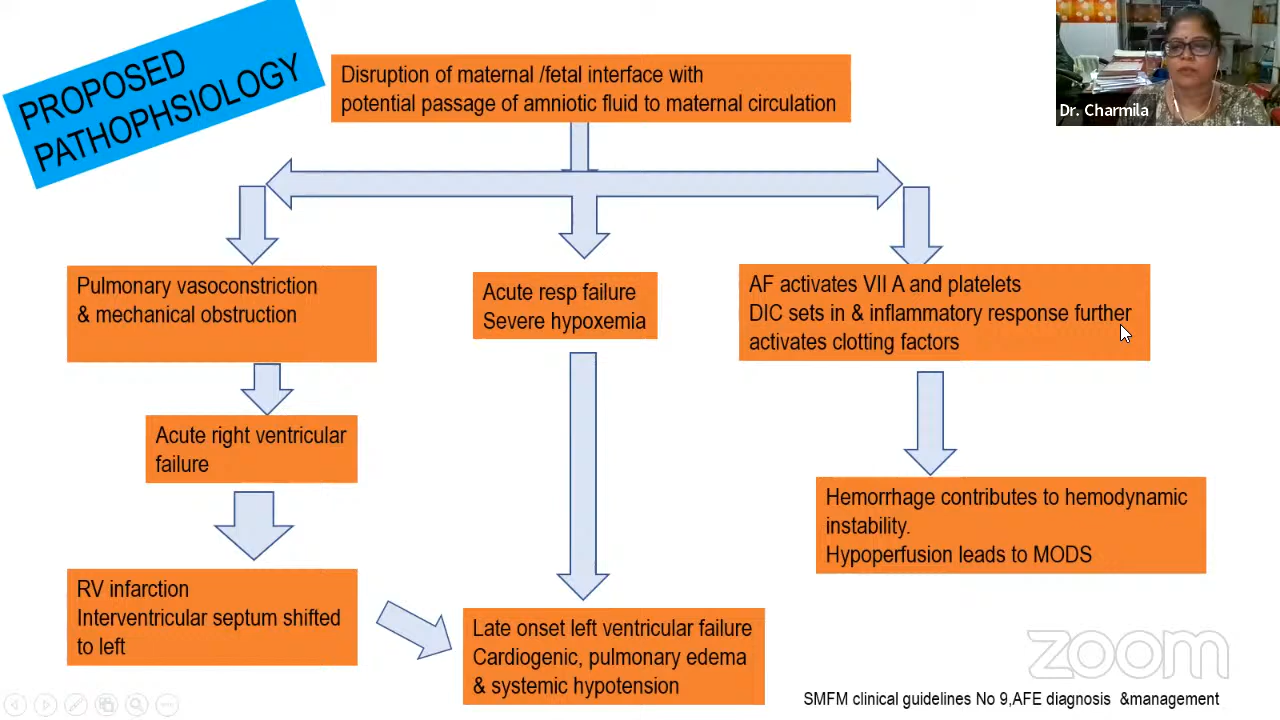 PROPOSED
PATHOPHSIOLOGY
Disruption of maternal /fetal interface with
potential passage of amniotic fluid to maternal circulation
Dr. Charmila
Pulmonary vasoconstriction
& mechanical obstruction
Acute resp failure
Severe hypoxemia
AF activates VII A and platelets
DIC sets in & inflammatory response further
activates clotting factors
Acute right ventricular
failure
Hemorrhage contributes to hemodynamic
instability.
Hypoperfusion leads to MODS
RV infarction
Interventricular septum shifted
to left
Late onset left ventricular failure
Cardiogenic, pulmonary edema
& systemic hypotension
zoom
SMFM clinical guidelines No 9,AFE diagnosis &management